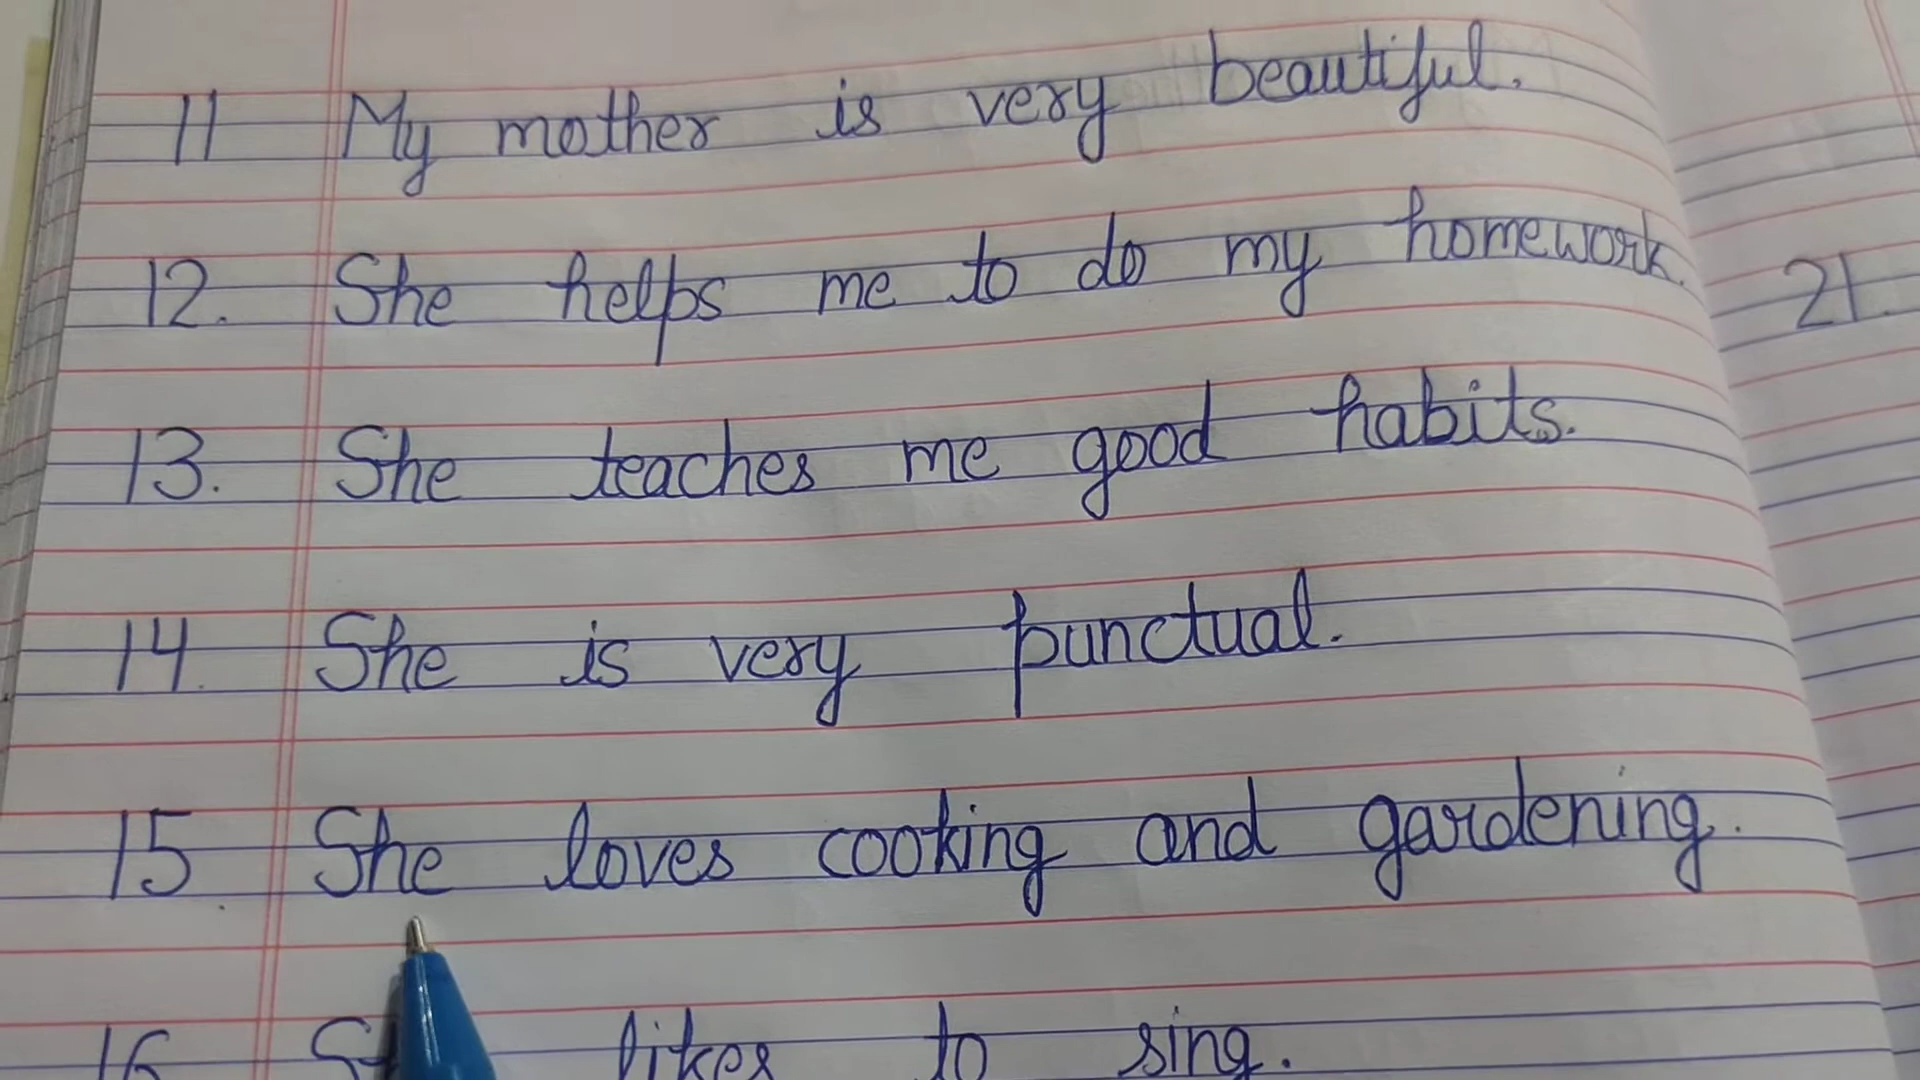 11 My mother is very beautiful.
12. She helps me to do my homework.
13. She teaches me good habits.
14. She is very punctual.
15. She loves cooking and gardening.
16 likes to sing.
21.